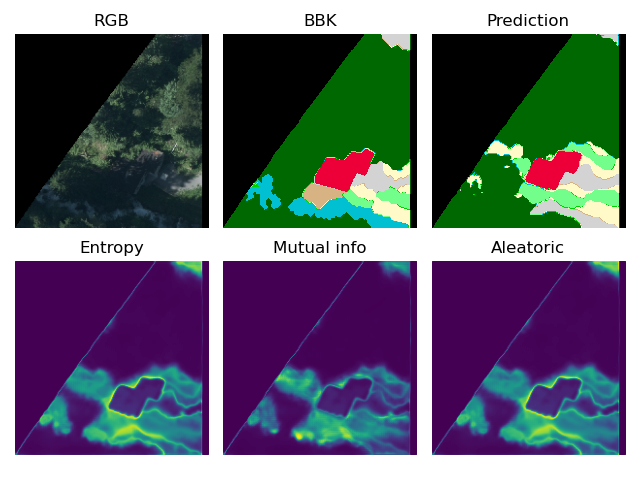 RGB
BBK
Prediction
Entropy
Mutual info
Aleatoric